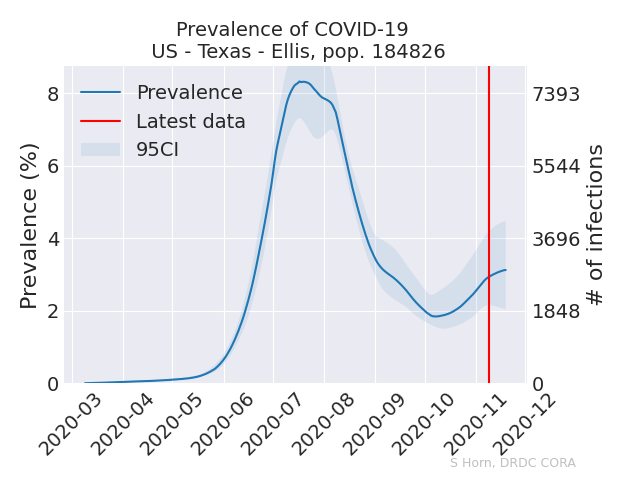 Prevalence of COVID-19
US - Texas - Ellis, pop. 184826
Prevalence
Latest data
95CI
Prevalence (%)
8
6
4
2
0
# of infections
7393
5544
3696
1848
0
2020-03
2020-04
2020-05
2020-06
2020-07
2020-08
2020-09
2020-10
2020-11
2020-12
S Horn, DRDC CORA